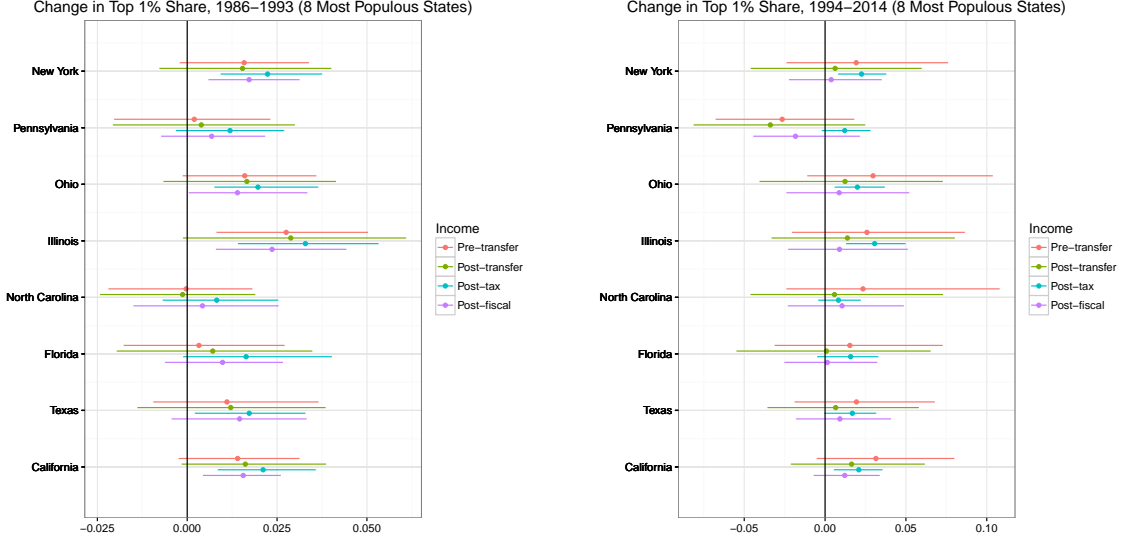 Change in Top 1% Share, 1986−1993 (8 Most Populous States)
New York
Pennsylvania
Ohio
Illinois
North Carolina
Florida
Texas
California
−0.025 0.000 0.025 0.050
Income
Pre−transfer
Post−transfer
Post−tax
Post−fiscal
Change in Top 1% Share, 1994−2014 (8 Most Populous States)
New York
Pennsylvania
Ohio
Illinois
North Carolina
Florida
Texas
California
−0.05 0.00 0.05 0.10
Income
Pre−transfer
Post−transfer
Post−tax
Post−fiscal